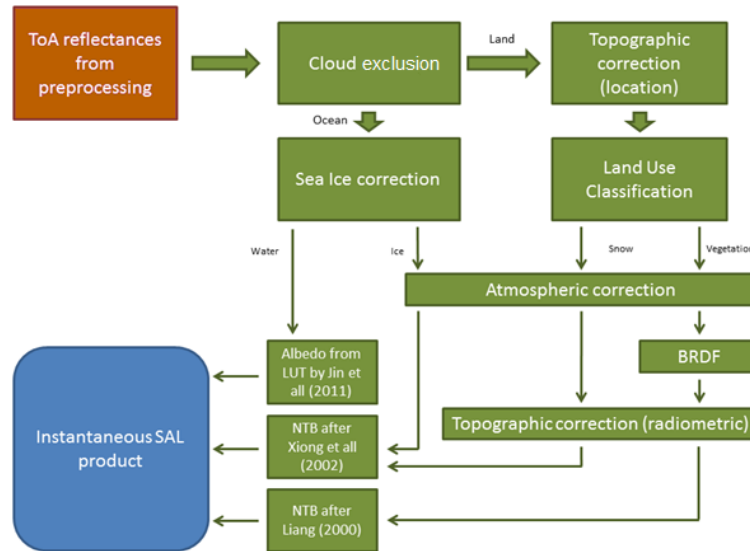 ToA reflectances
from
preprocessing
Cloud exclusion
Land
Topographic
correction
(location)
Ocean
Sea Ice correction
Land Use
Classification
Water
Ice
Snow
Vegetation
Atmospheric correction
Albedo from
LUT by Jin et
all (2011)
BRDF
Instantaneous SAL
product
NTB after
Xiong et all
(2002)
Topographic correction (radiometric)
NTB after
Liang (2000)